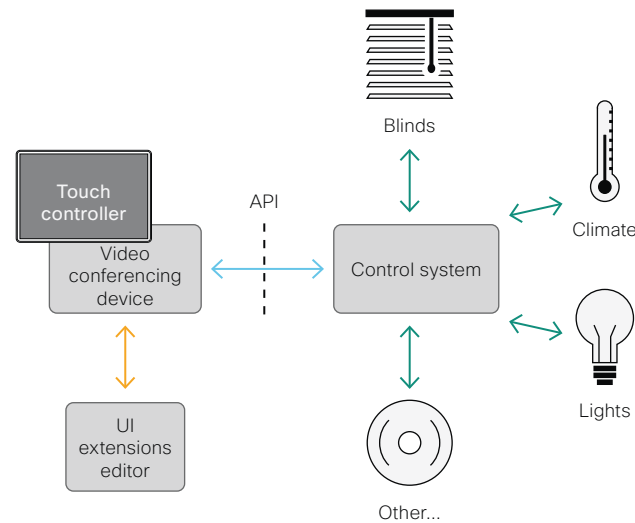 Blinds
Climate
Touch
controller
API
Video
conferencing
device
Control system
Lights
UI
extensions
editor
Other...